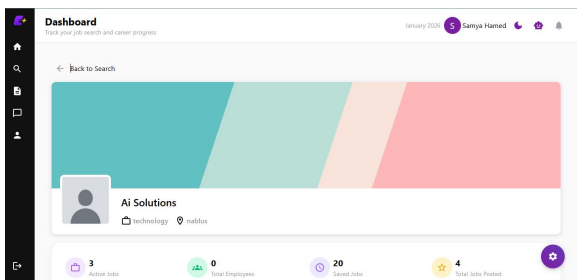 Dashboard
Track your job search and career progress
January 2026 S Samya Hamed
Back to Search
Ai Solutions
technology nablus
3
Active Jobs
0
Total Employees
20
Saved Jobs
4
Total Jobs Posted